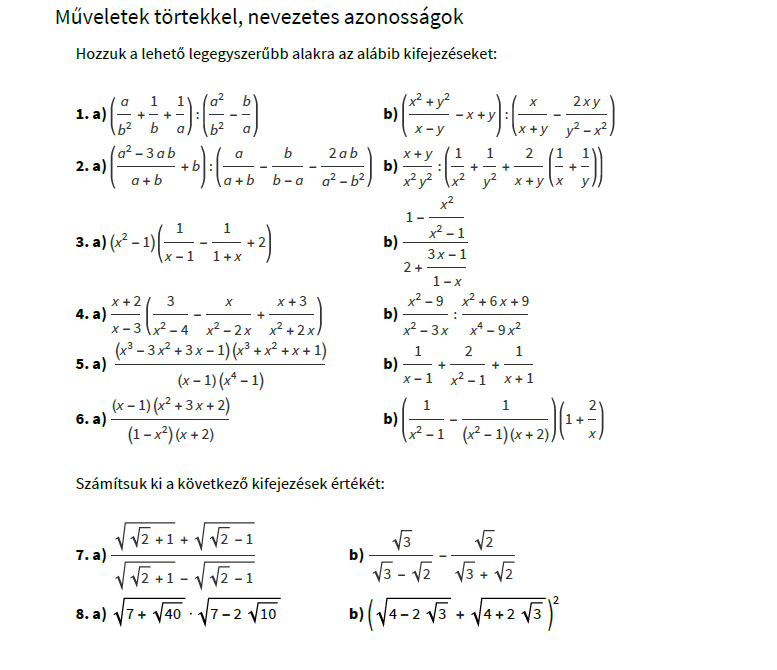 Műveletek törtekkel, nevezetes azonosságok
Hozzuk a lehető legegyszerűbb alakra az alábib kifejezéseket:
1. a) (a/b² + 1/b + 1/a) : (a²/b² − b/a) b) ((x² + y²)/(x − y) − x + y) : (x/(x + y) − 2xy/(y² − x²))
2. a) ((a² − 3ab)/(a + b) + b) : (a/(a + b) − b/(b − a) − 2ab/(a² − b²)) b) (x + y)/(x² y²) : (1/x² + 1/y² + 2/(x + y) (1/x + 1/y))
3. a) (x² − 1)(1/(x − 1) − 1/(1 + x) + 2) b) (1 − x²/(x² − 1))/(2 + (3x − 1)/(1 − x))
4. a) (x + 2)/(x − 3) (3/(x² − 4) − x/(x² − 2x) + (x + 3)/(x² + 2x)) b) (x² − 9)/(x² − 3x) : (x² + 6x + 9)/(x⁴ − 9x²)
5. a) (x³ − 3x² + 3x − 1)(x³ + x² + x + 1)/((x − 1)(x⁴ − 1)) b) 1/(x − 1) + 2/(x² − 1) + 1/(x + 1)
6. a) (x − 1)(x² + 3x + 2)/((1 − x²)(x + 2)) b) (1/(x² − 1) − 1/((x² − 1)(x + 2)))(1 + 2/x)
Számítsuk ki a következő kifejezések értékét:
7. a) (√(√2 + 1) + √(√2 − 1))/(√(√2 + 1) − √(√2 − 1)) b) √3/(√3 − √2) − √2/(√3 + √2)
8. a) √(7 + √40) · √(7 − 2√10) b) (√(4 − 2√3) + √(4 + 2√3))²